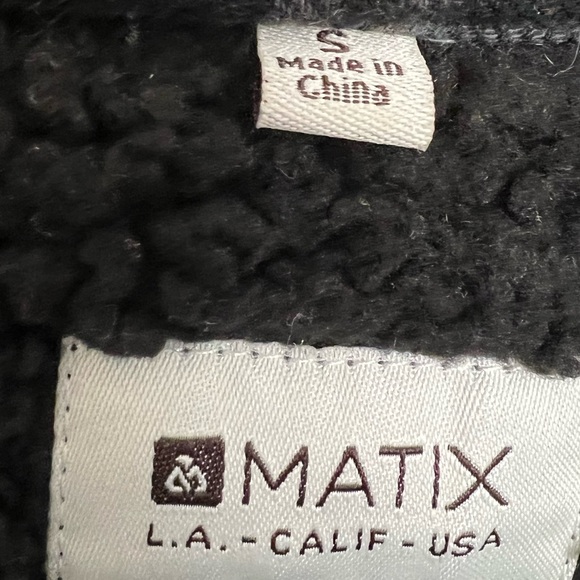 S
Made in
China
MATIX
L.A. - CALIF - USA